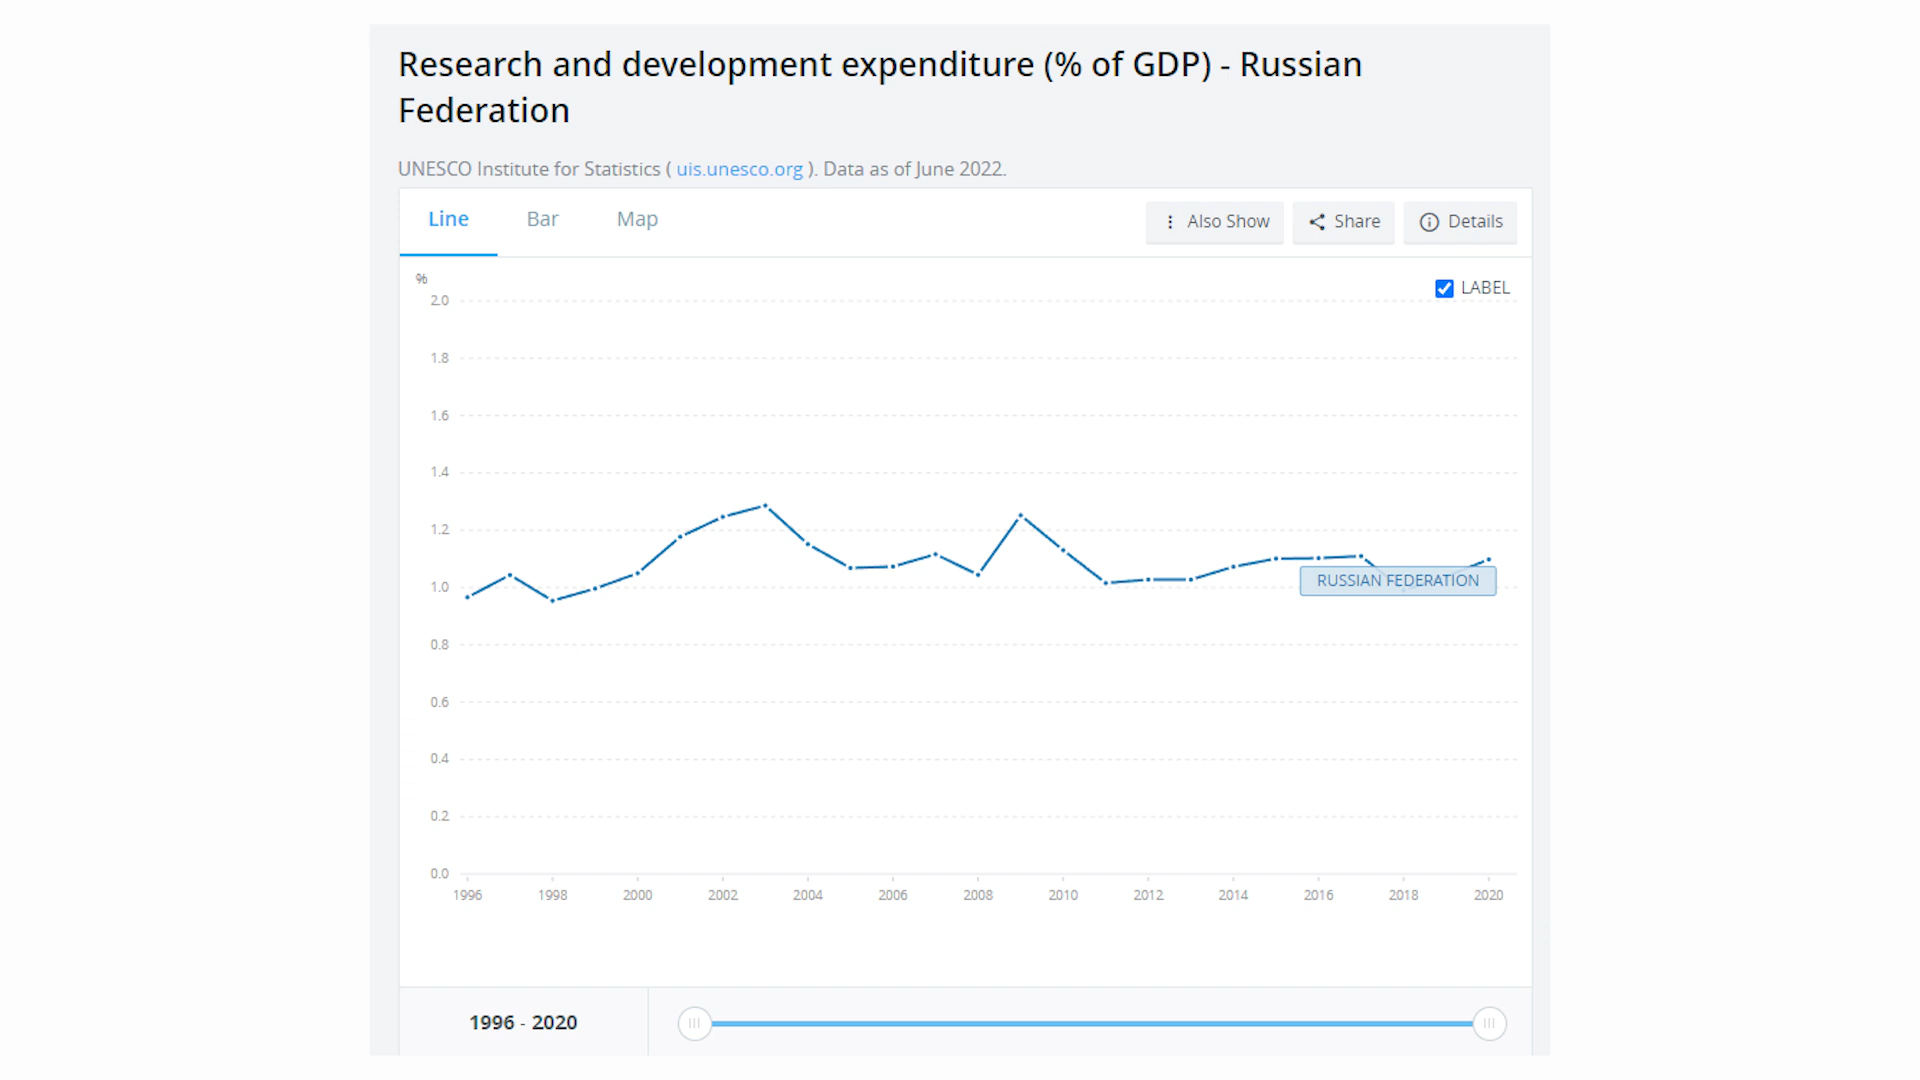 Research and development expenditure (% of GDP) - Russian
Federation
UNESCO Institute for Statistics ( uis.unesco.org ). Data as of June 2022.
Line Bar Map Also Show Share Details
%
LABEL
2.0
1.8
1.6
1.4
1.2
1.0
RUSSIAN FEDERATION
0.8
0.6
0.4
0.2
0.0
1996 1998 2000 2002 2004 2006 2008 2010 2012 2014 2016 2018 2020
1996 - 2020